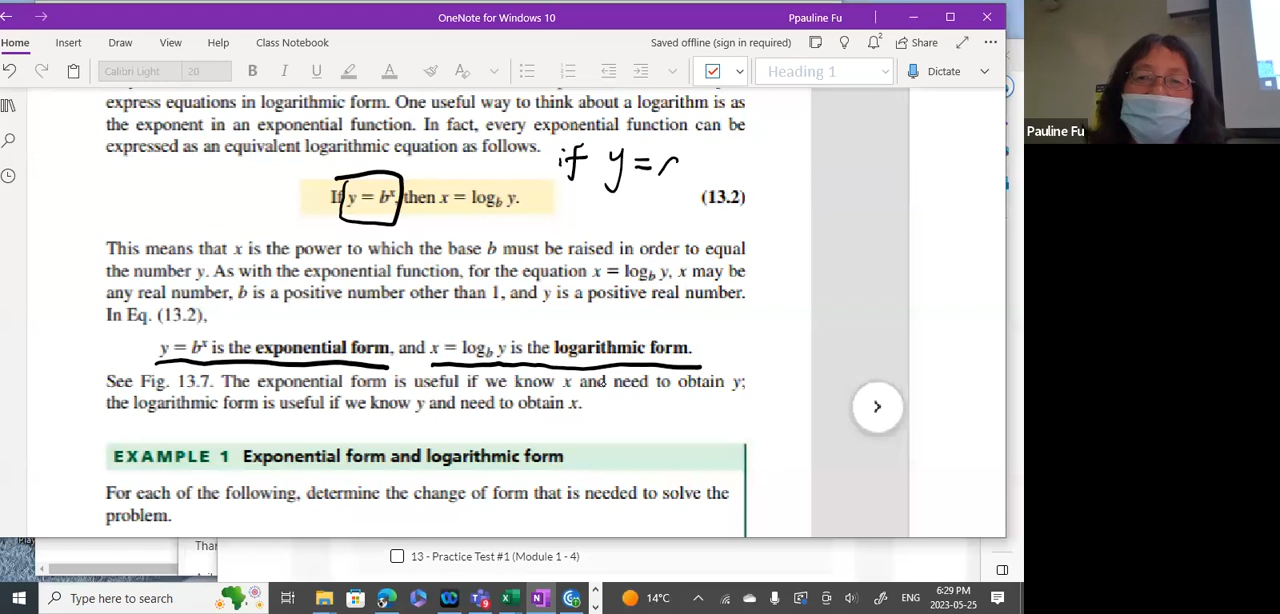 OneNote for Windows 10
Ppauline Fu
Home Insert Draw View Help Class Notebook
Saved offline (sign in required)
2
Share
Calibri Light 20 B I U A
Heading 1
Dictate
express equations in logarithmic form. One useful way to think about a logarithm is as
the exponent in an exponential function. In fact, every exponential function can be
expressed as an equivalent logarithmic equation as follows.
if y =
If y = bˣ, then x = log_b y. (13.2)
This means that x is the power to which the base b must be raised in order to equal
the number y. As with the exponential function, for the equation x = log_b y, x may be
any real number, b is a positive number other than 1, and y is a positive real number.
In Eq. (13.2),
y = bˣ is the exponential form, and x = log_b y is the logarithmic form.
See Fig. 13.7. The exponential form is useful if we know x and need to obtain y;
the logarithmic form is useful if we know y and need to obtain x.
EXAMPLE 1 Exponential form and logarithmic form
For each of the following, determine the change of form that is needed to solve the
problem.
Pauline Fu
13 - Practice Test #1 (Module 1 - 4)
Type here to search
14°C
ENG
6:29 PM
2023-05-25